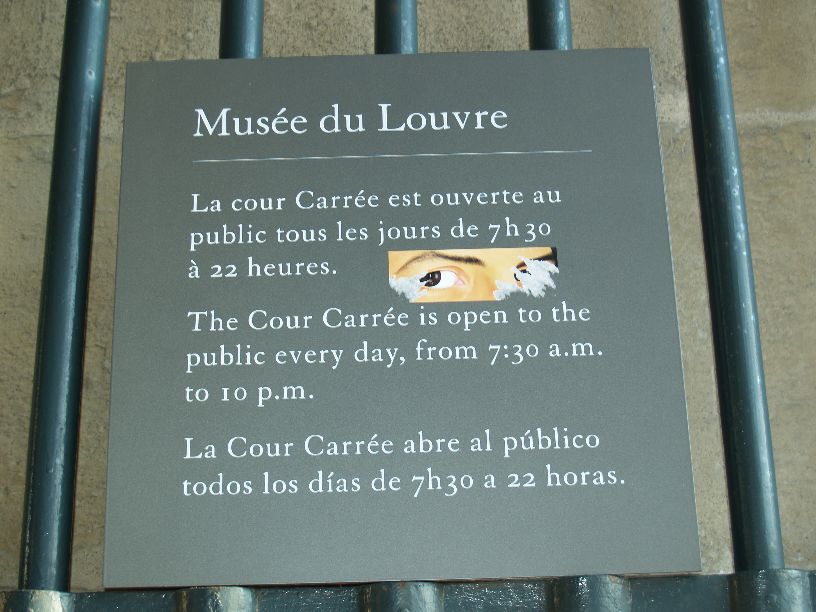 Musée du Louvre
La cour Carrée est ouverte au
public tous les jours de 7h30
à 22 heures.
The Cour Carrée is open to the
public every day, from 7:30 a.m.
to 10 p.m.
La Cour Carrée abre al público
todos los días de 7h30 a 22 horas.